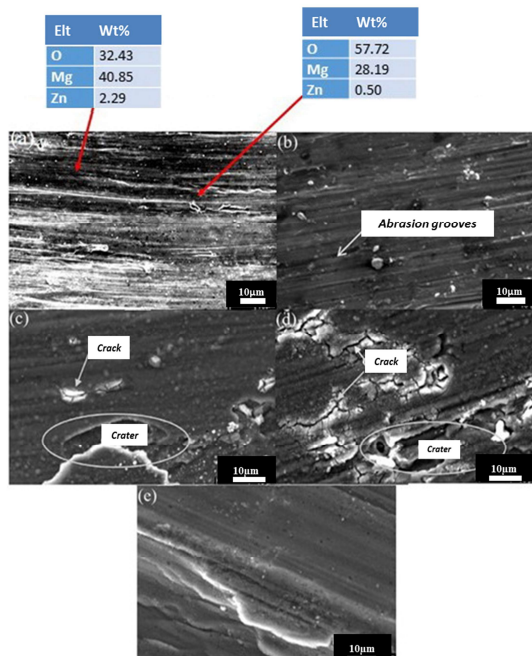 Elt Wt%
O 32.43
Mg 40.85
Zn 2.29
Elt Wt%
O 57.72
Mg 28.19
Zn 0.50
(a)
10μm
(b)
Abrasion grooves
10μm
(c)
Crack
Crater
10μm
(d)
Crack
Crater
10μm
(e)
10μm